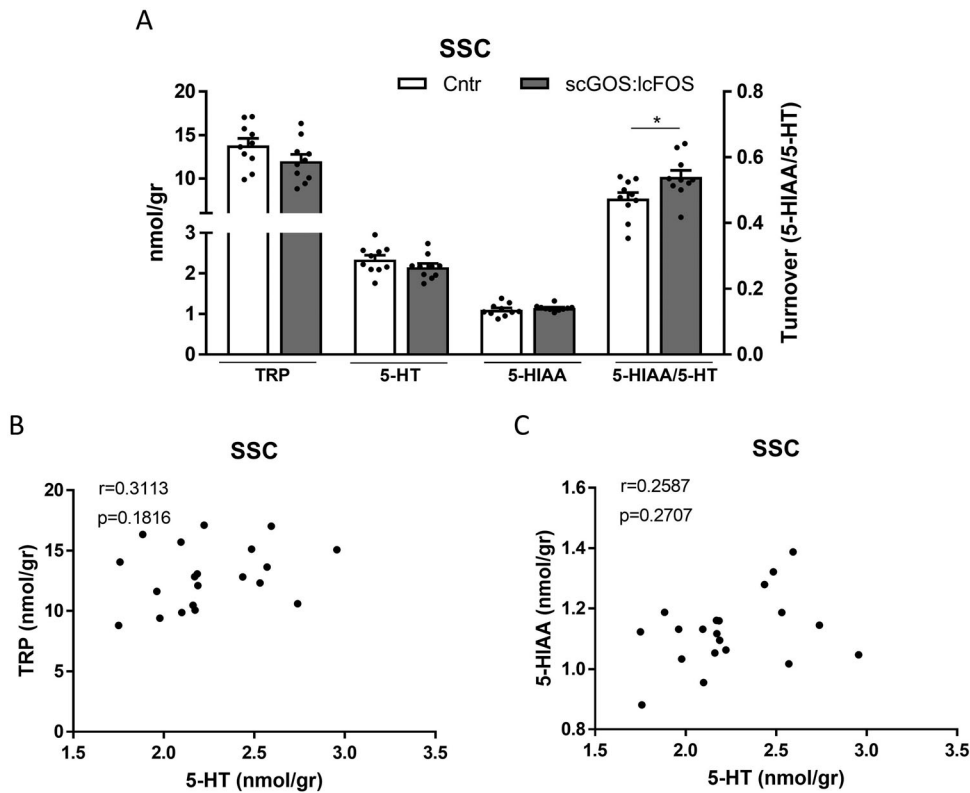 A
SSC
Cntr scGOS:lcFOS
20
15
10
3
2
1
0
nmol/gr
0.8
0.6
0.4
0.2
0.0
Turnover (5-HIAA/5-HT)
*
TRP 5-HT 5-HIAA 5-HIAA/5-HT
B
SSC
r=0.3113
p=0.1816
20
15
10
5
0
TRP (nmol/gr)
1.5 2.0 2.5 3.0 3.5
5-HT (nmol/gr)
C
SSC
r=0.2587
p=0.2707
1.6
1.4
1.2
1.0
0.8
5-HIAA (nmol/gr)
1.5 2.0 2.5 3.0 3.5
5-HT (nmol/gr)